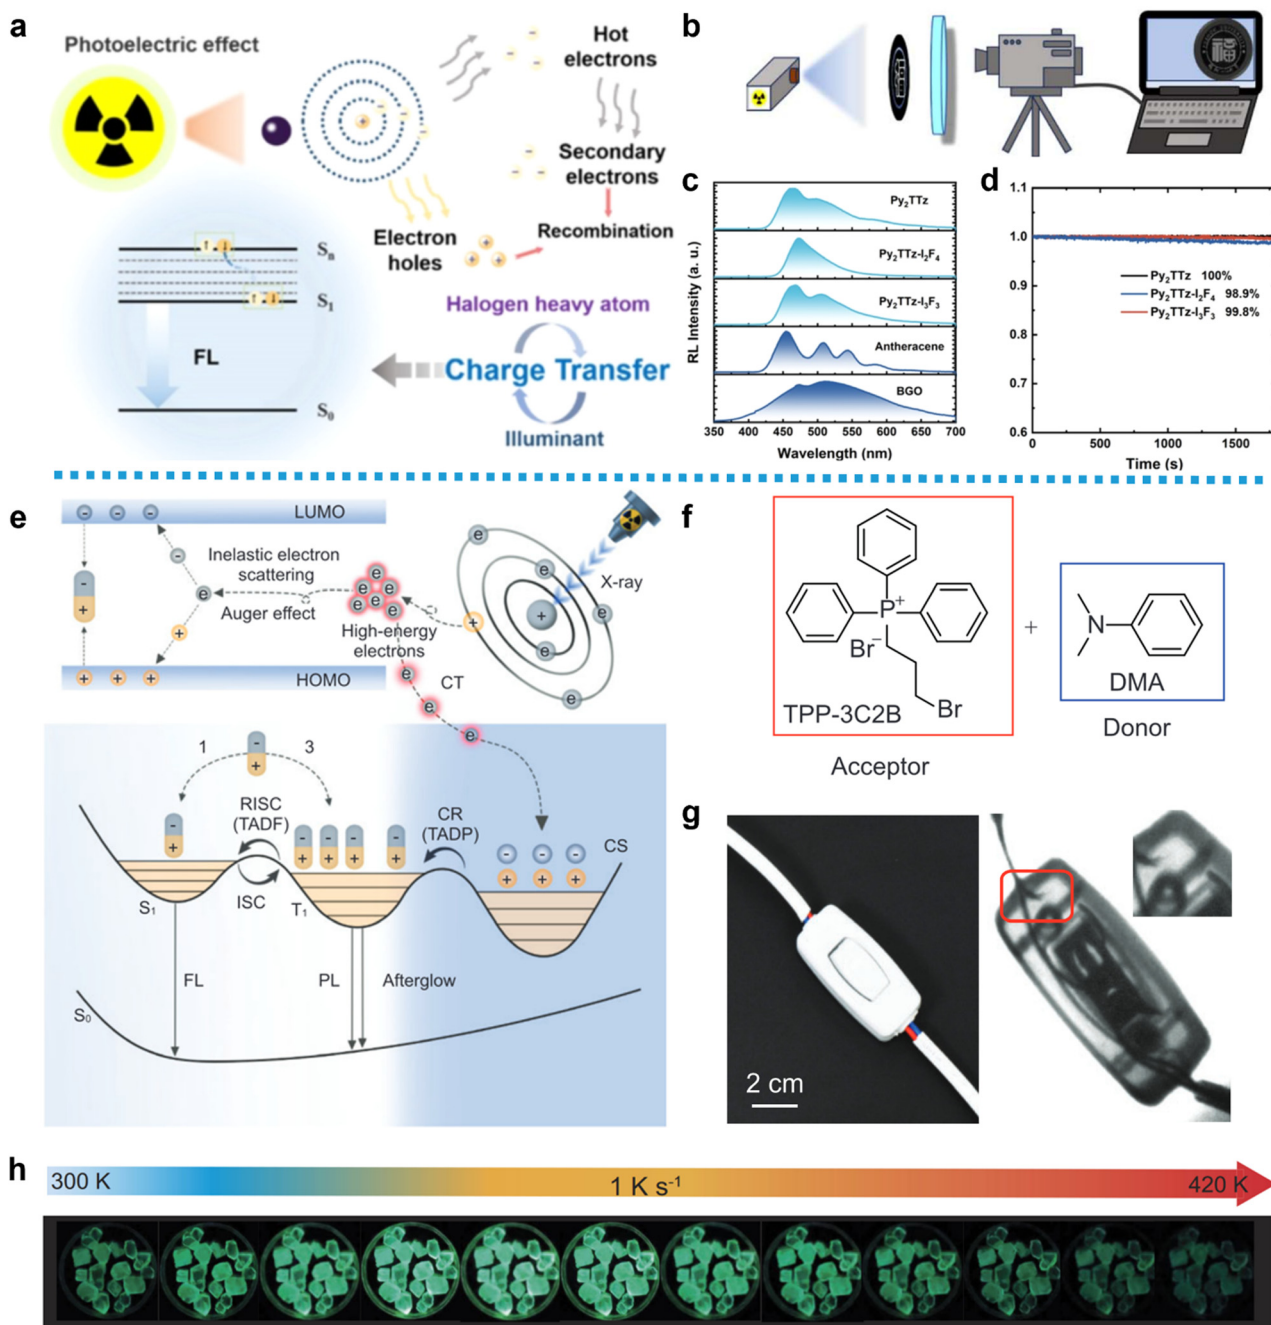 a
Photoelectric effect
Hot
electrons
Secondary
electrons
Electron
holes
Recombination
Sn
S1
S0
FL
Halogen heavy atom
Charge Transfer
Illuminant
b
福
c
RL Intensity (a. u.)
Py2TTz
Py2TTz-I2F4
Py2TTz-I3F3
Antheracene
BGO
350 400 450 500 550 600 650 700
Wavelength (nm)
d
1.1
1.0
0.9
0.8
0.7
0.6
Py2TTz 100%
Py2TTz-I2F4 98.9%
Py2TTz-I3F3 99.8%
0 500 1000 1500
Time (s)
e
LUMO
Inelastic electron
scattering
Auger effect
High-energy
electrons
X-ray
HOMO
CT
1
3
RISC
(TADF)
CR
(TADP)
CS
S1
ISC
T1
FL
PL
Afterglow
S0
f
P+
Br−
Br
TPP-3C2B
Acceptor
+
N
DMA
Donor
g
2 cm
h
300 K
1 K s-1
420 K